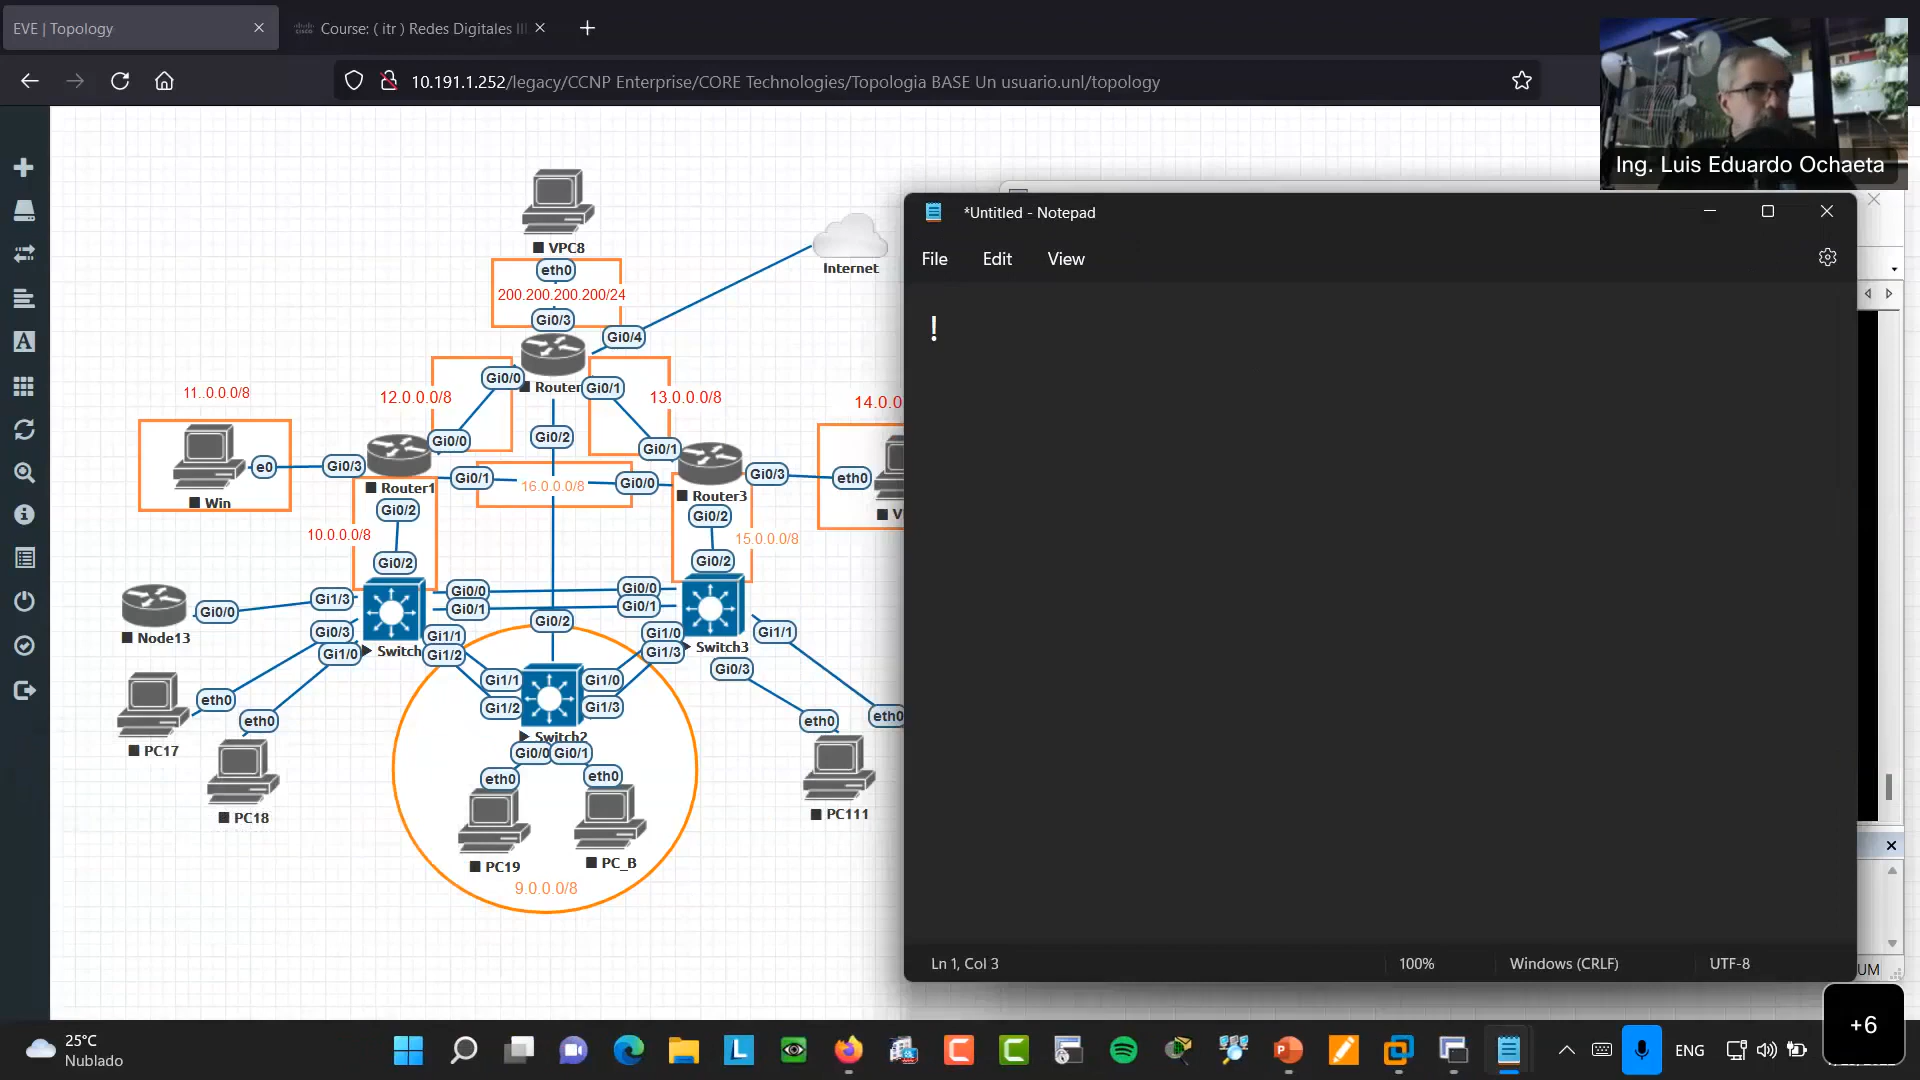 EVE | Topology
Course: ( itr ) Redes Digitales III
10.191.1.252/legacy/CCNP Enterprise/CORE Technologies/Topologia BASE Un usuario.unl/topology
Ing. Luis Eduardo Ochaeta
*Untitled - Notepad
File Edit View
!
VPC8
eth0
200.200.200.200/24
Gi0/3
Internet
Gi0/4
Router
Gi0/0
Gi0/1
11..0.0.0/8
12.0.0.0/8
13.0.0.0/8
14.0.0
Gi0/2
Gi0/0
Gi0/1
Win
e0
Gi0/3
Router1
Gi0/1
16.0.0.0/8
Gi0/0
Router3
Gi0/3
eth0
V
Gi0/2
Gi0/2
10.0.0.0/8
15.0.0.0/8
Gi0/2
Gi0/2
Node13
Gi0/0
Gi1/3
Gi0/0
Gi0/0
Gi0/1
Gi0/1
Gi0/3
Gi1/0
Switch
Gi1/1
Gi1/2
Gi0/2
Gi1/0
Gi1/3
Switch3
Gi1/1
Gi0/3
Gi1/1
Gi1/0
Gi1/2
Gi1/3
Switch2
eth0
PC17
eth0
PC18
Gi0/0
Gi0/1
eth0
eth0
PC19
PC_B
9.0.0.0/8
eth0
eth0
PC111
Ln 1, Col 3
100%
Windows (CRLF)
UTF-8
UM
+6
25°C
Nublado
ENG